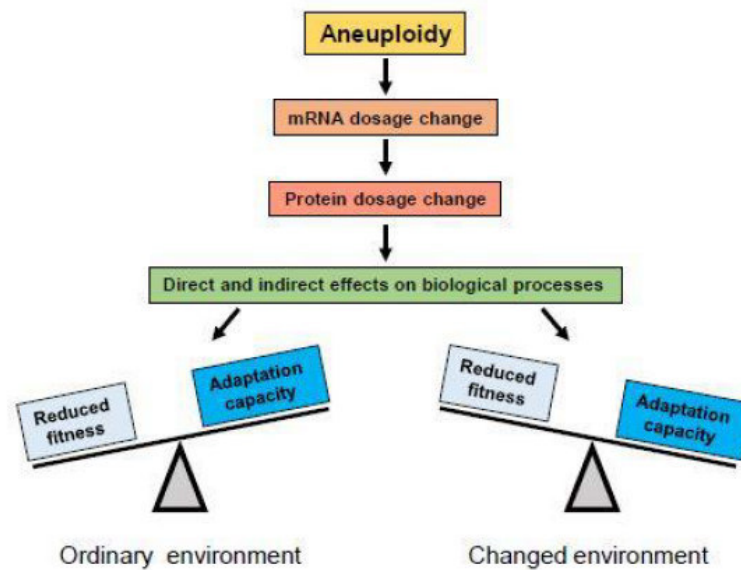 Aneuploidy
mRNA dosage change
Protein dosage change
Direct and indirect effects on biological processes
Reduced
fitness
Adaptation
capacity
Reduced
fitness
Adaptation
capacity
Ordinary environment
Changed environment